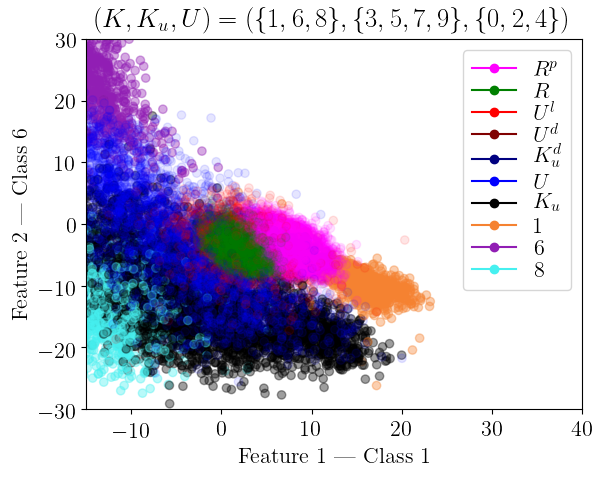 (K, K_u, U) = ({1, 6, 8}, {3, 5, 7, 9}, {0, 2, 4})
30
20
10
0
−10
−20
−30
Feature 2 — Class 6
R^p
R
U^l
U^d
K_u^d
U
K_u
1
6
8
−10
0
10
20
30
40
Feature 1 — Class 1